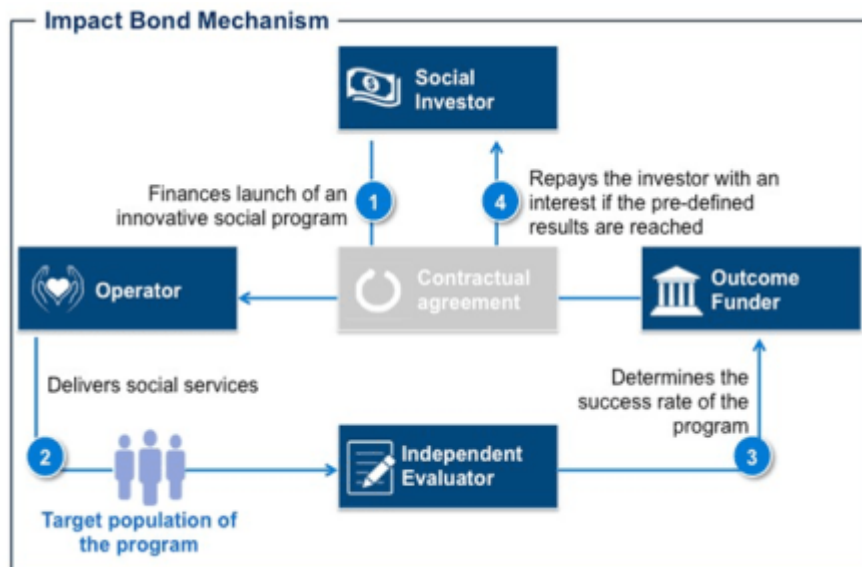 Impact Bond Mechanism
Social
Investor
Finances launch of an
innovative social program
1
4
Repays the investor with an
interest if the pre-defined
results are reached
Operator
Contractual
agreement
Outcome
Funder
Delivers social services
Determines the
success rate of the
program
2
Independent
Evaluator
3
Target population of
the program